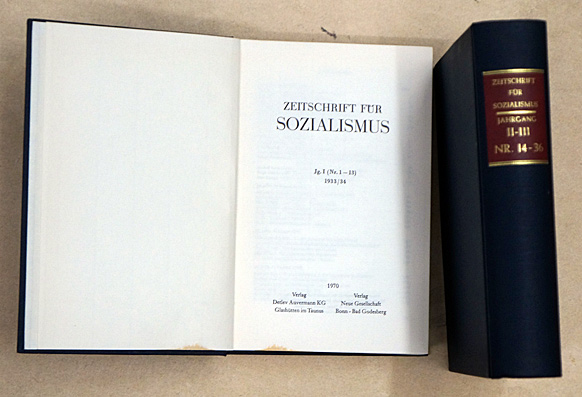 ZEITSCHRIFT FÜR
SOZIALISMUS
Jg. I (Nr. 1–13)
1933/34
1970
Verlag
Detlev Auvermann KG
Glashütten im Taunus
Verlag
Neue Gesellschaft
Bonn-Bad Godesberg
ZEITSCHRIFT
FÜR
SOZIALISMUS
JAHRGANG
II-III
NR. 14-36